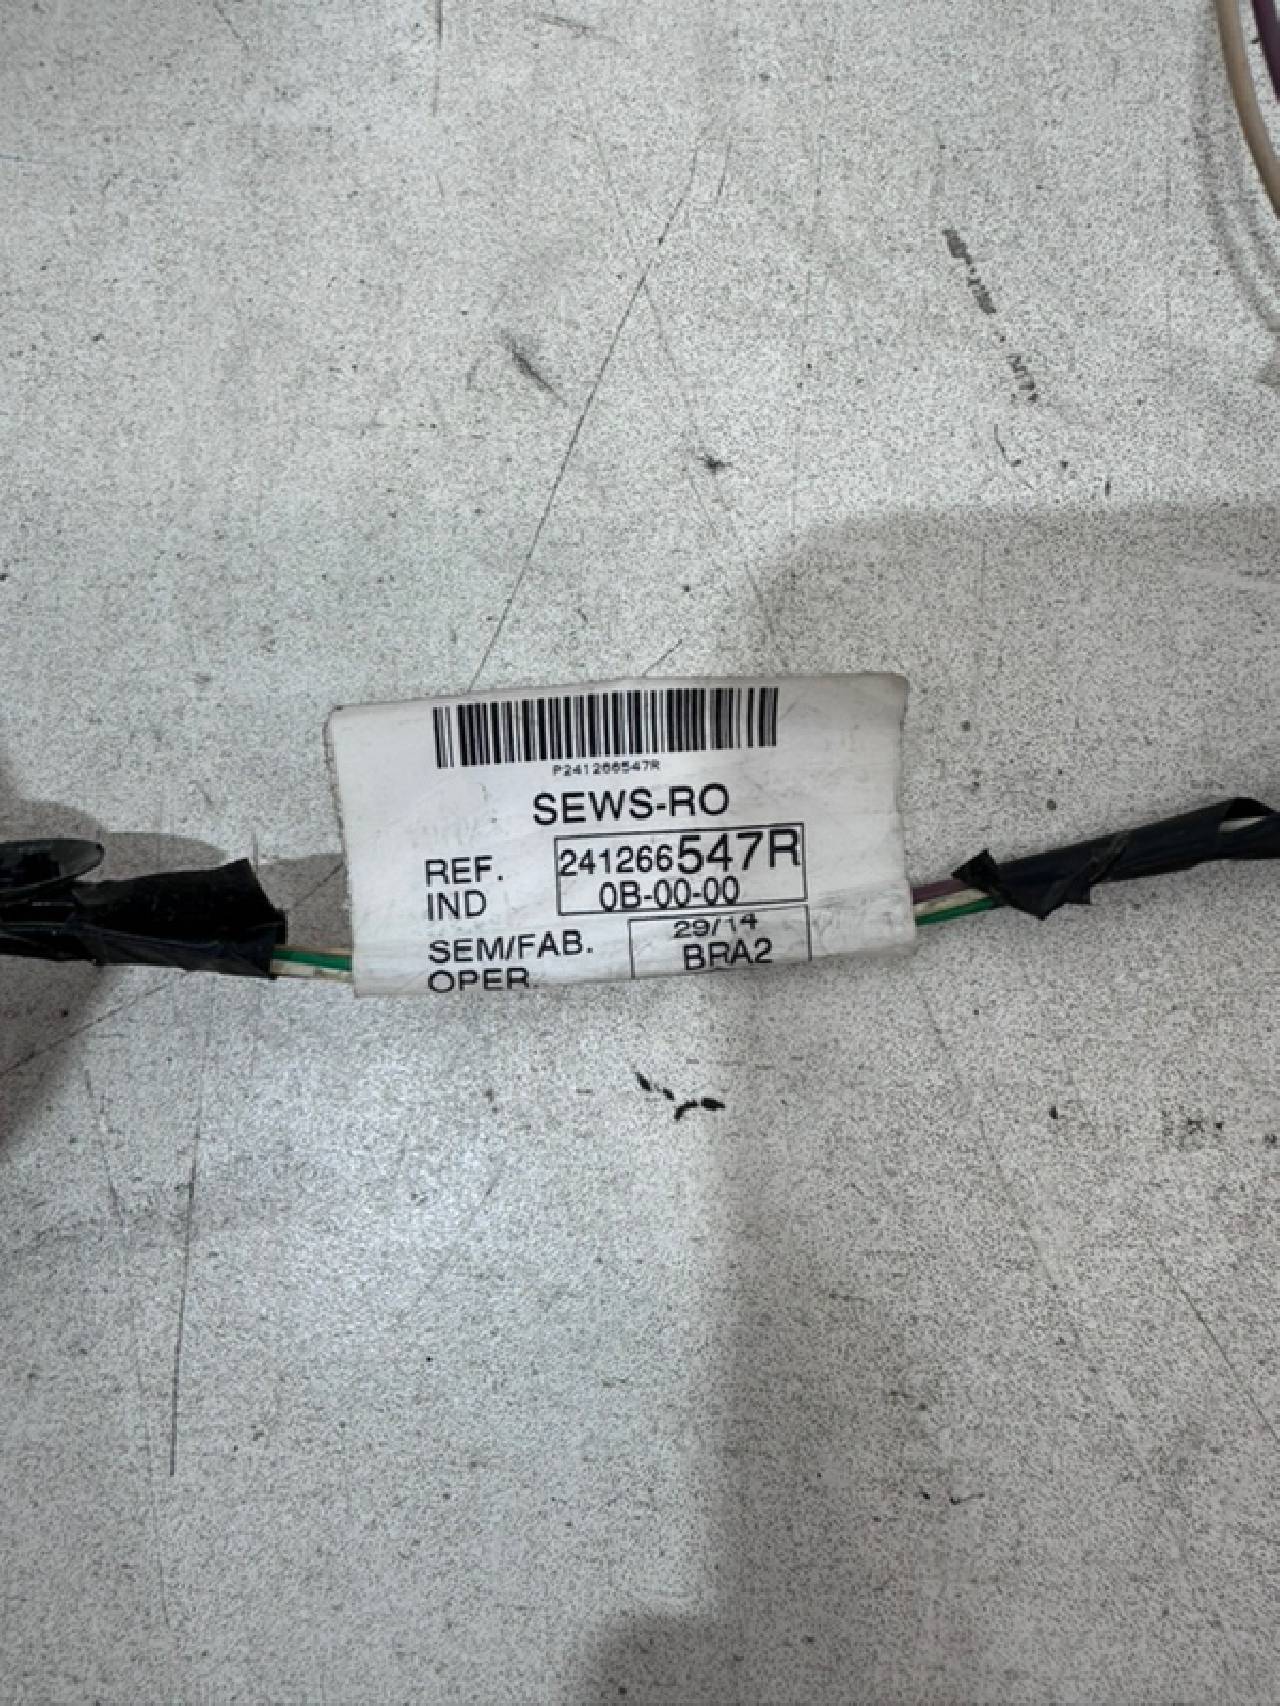 P241266547R
SEWS-RO
REF. 241266547R
IND 0B-00-00
SEM/FAB. 29/14
OPER. BRA2